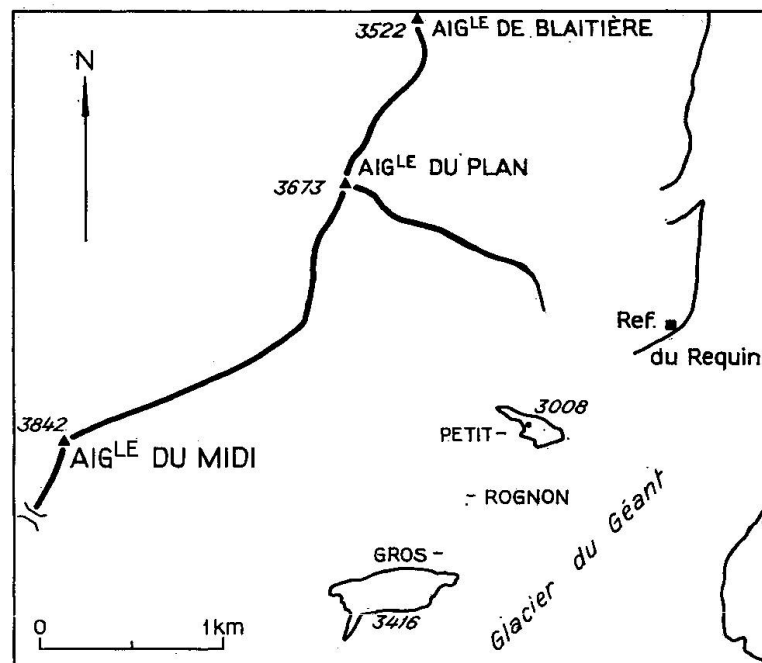 3522 AIGLE DE BLAITIÈRE
N
AIGLE DU PLAN
3673
Ref.
du Requin
3842
AIGLE DU MIDI
3008
PETIT-
- ROGNON
GROS -
3416
Glacier du Géant
0 1km